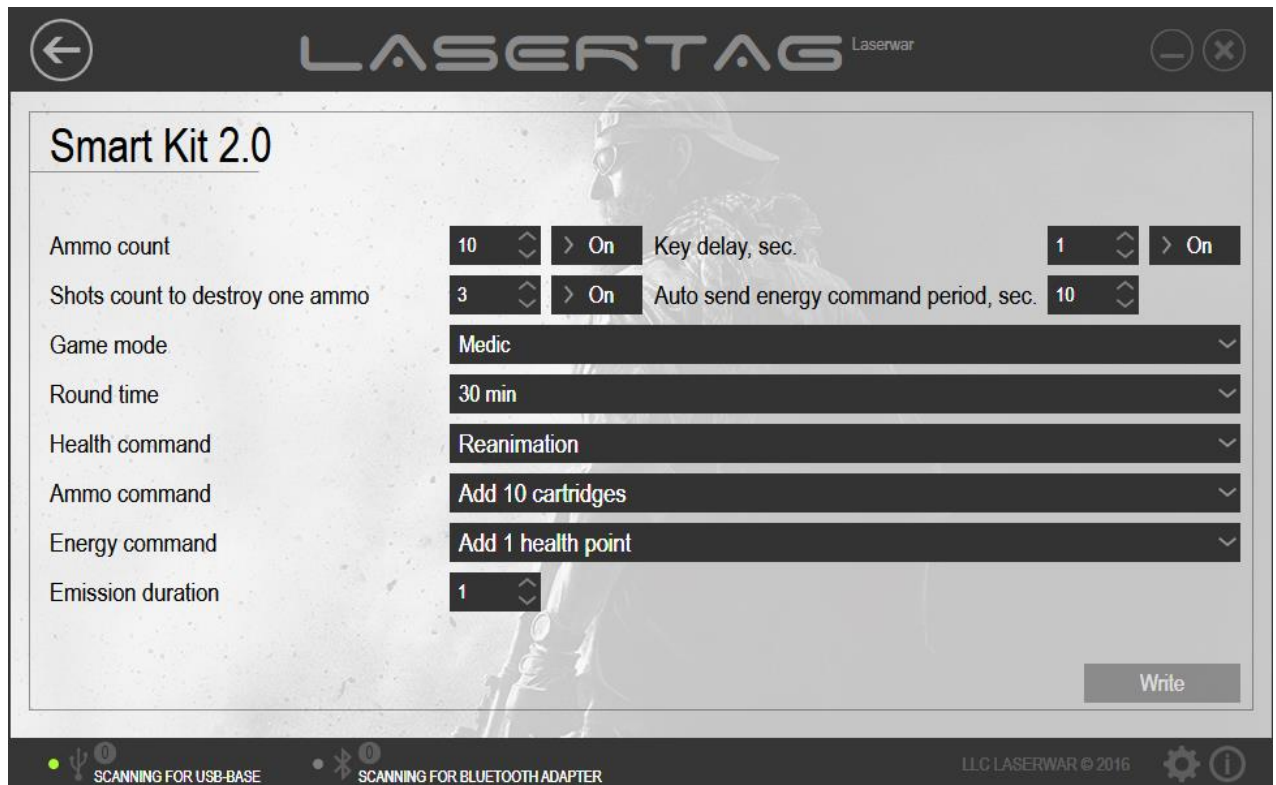 LASERTAG Laserwar
Smart Kit 2.0
Ammo count 10 > On Key delay, sec. 1 > On
Shots count to destroy one ammo 3 > On Auto send energy command period, sec. 10
Game mode Medic
Round time 30 min
Health command Reanimation
Ammo command Add 10 cartridges
Energy command Add 1 health point
Emission duration 1
Write
0 SCANNING FOR USB-BASE 0 SCANNING FOR BLUETOOTH ADAPTER LLC LASERWAR © 2016